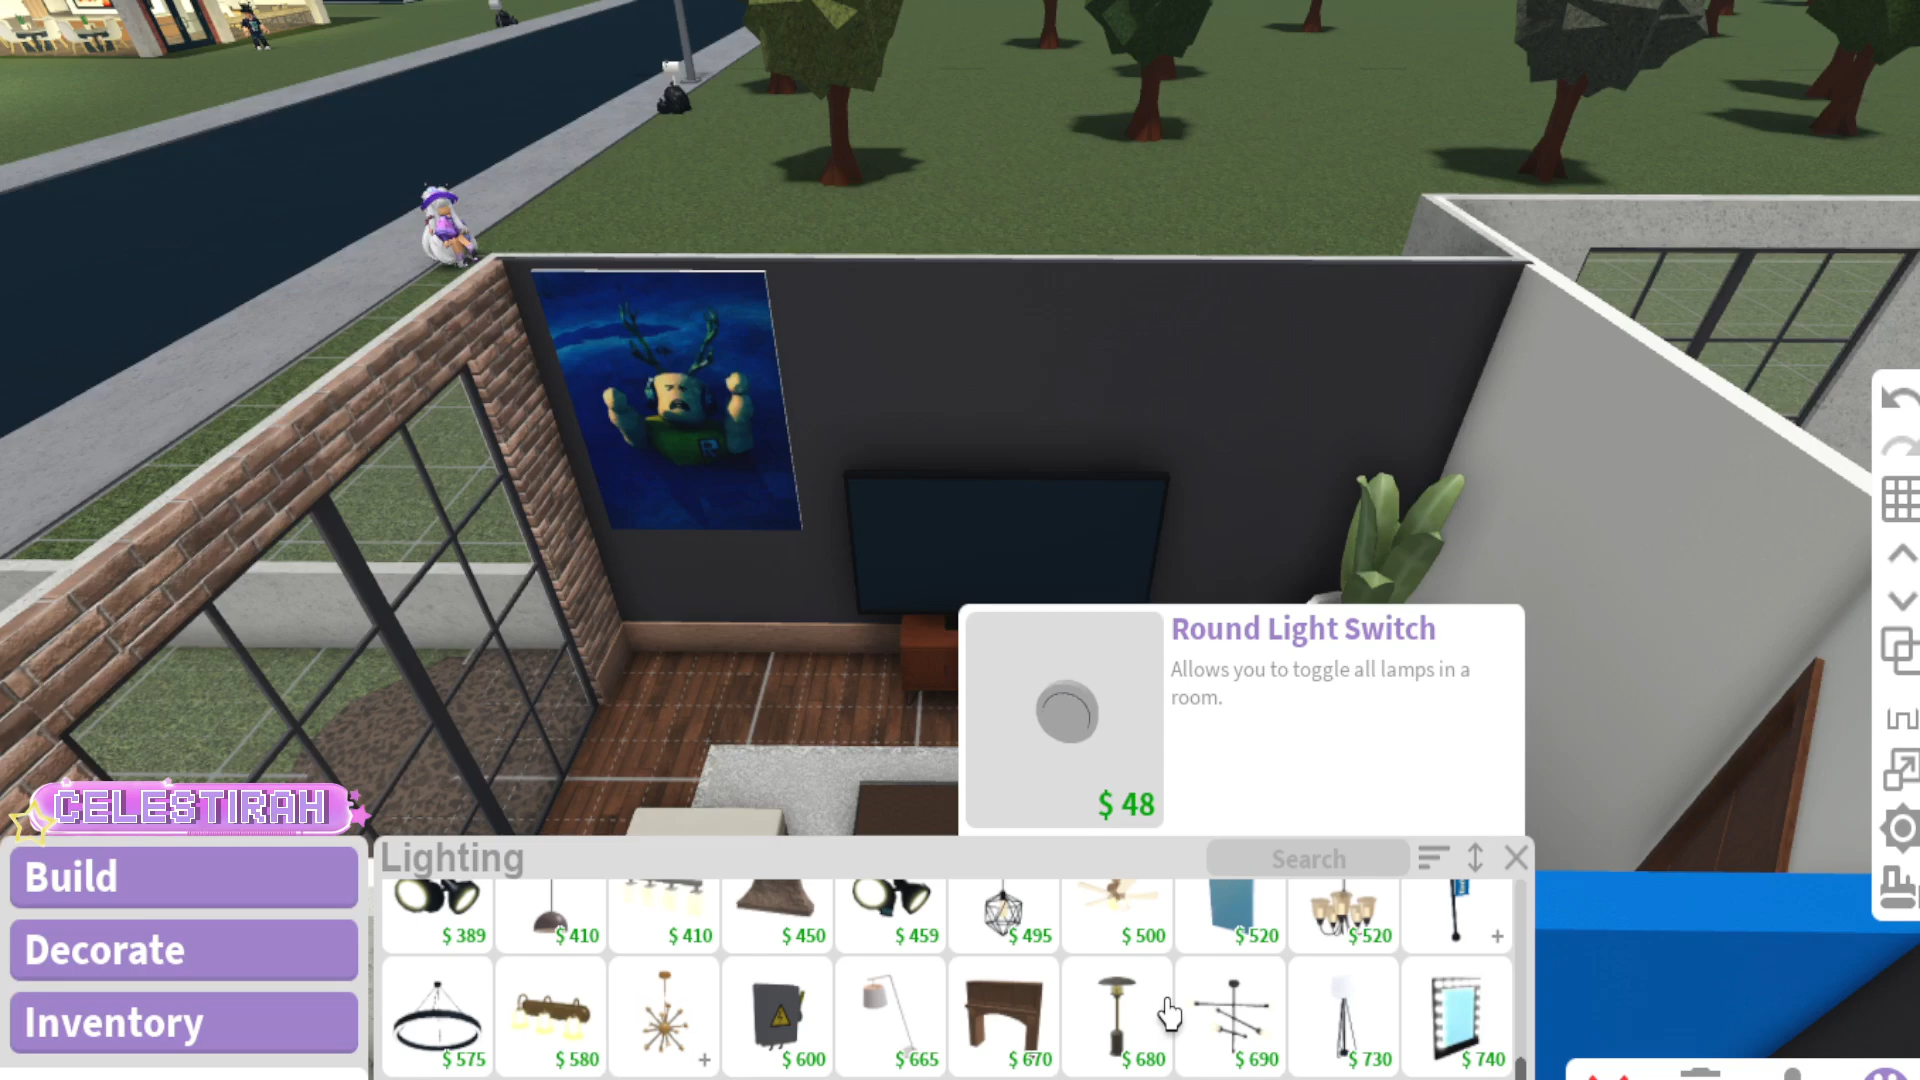 Round Light Switch
Allows you to toggle all lamps in a
room.
$ 48
CELESTIRAH
Build
Decorate
Inventory
Lighting
Search
$ 389
$ 410
$ 410
$ 450
$ 459
$ 495
$ 500
$ 520
$ 520
+
$ 575
$ 580
+
$ 600
$ 665
$ 670
$ 680
$ 690
$ 730
$ 740